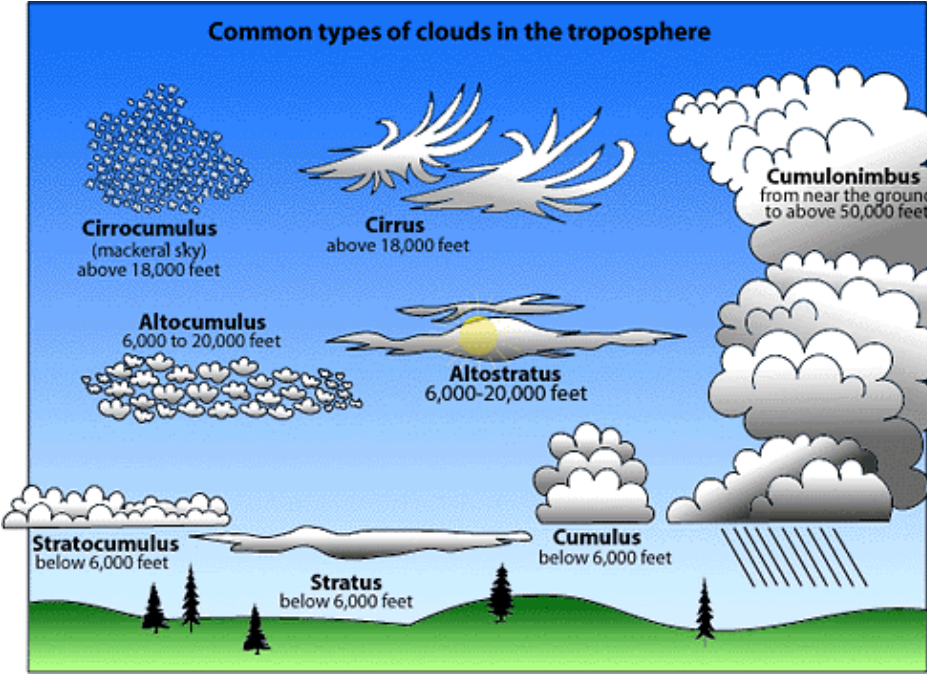 Common types of clouds in the troposphere
Cirrocumulus
(mackeral sky)
above 18,000 feet
Cirrus
above 18,000 feet
Cumulonimbus
from near the ground
to above 50,000 feet
Altocumulus
6,000 to 20,000 feet
Altostratus
6,000-20,000 feet
Stratocumulus
below 6,000 feet
Stratus
below 6,000 feet
Cumulus
below 6,000 feet